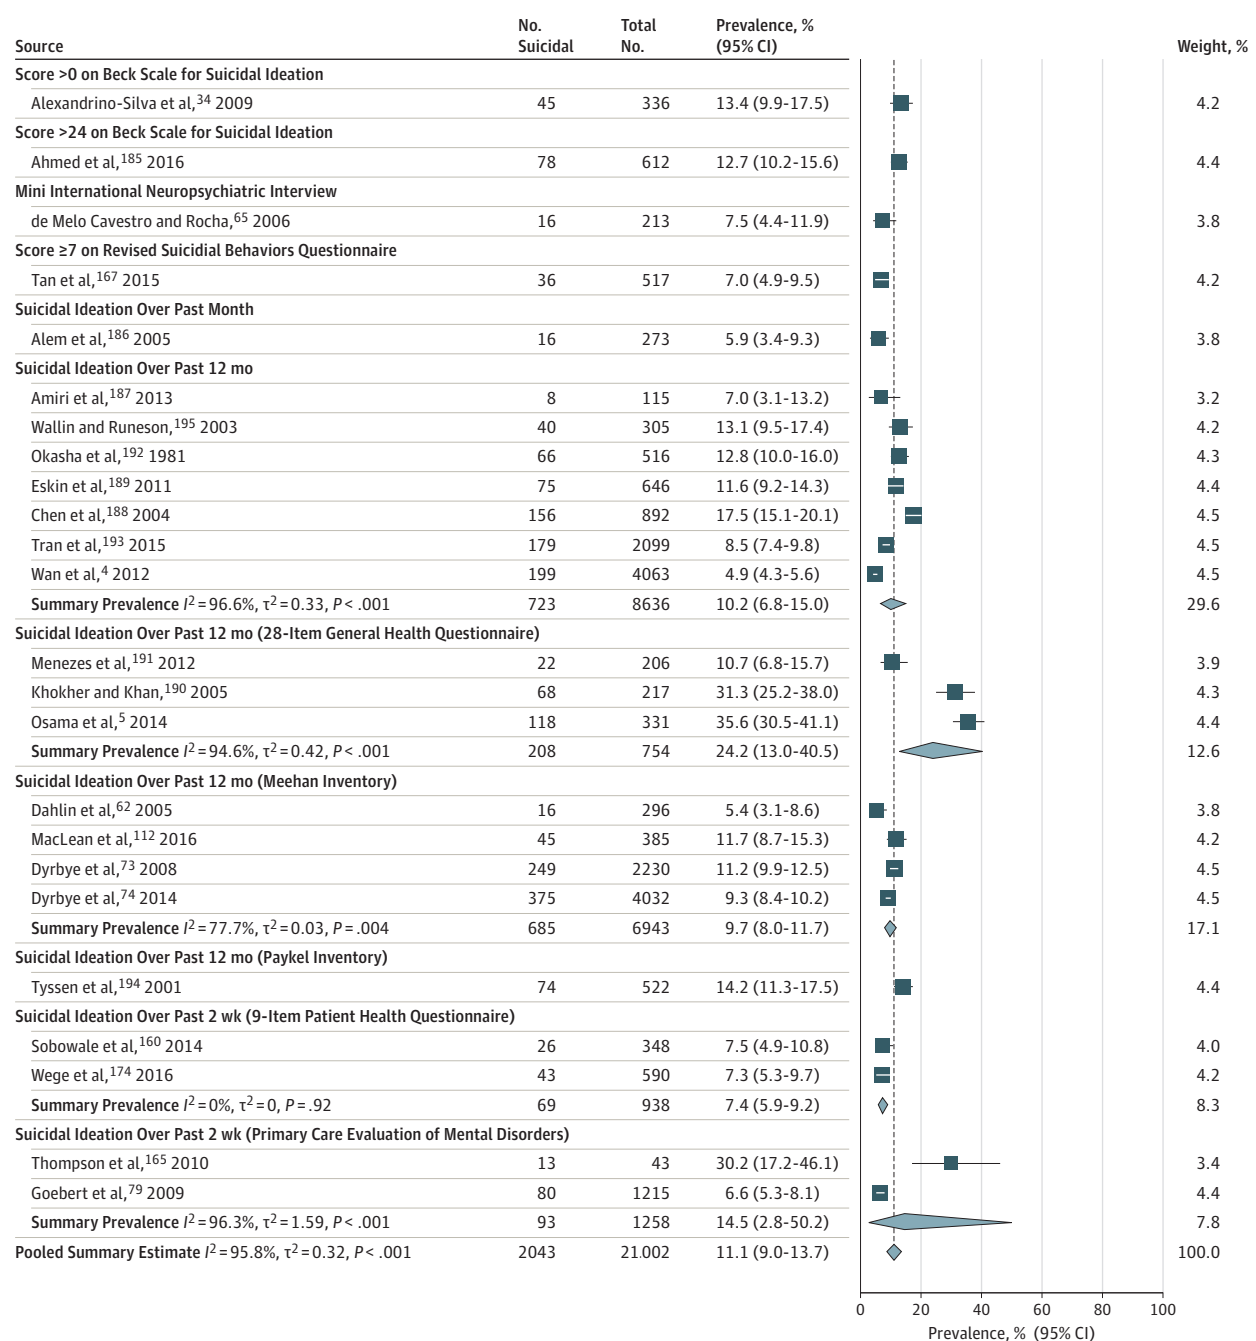 Source No. Suicidal Total No. Prevalence, % (95% CI) Weight, %
Score >0 on Beck Scale for Suicidal Ideation
Alexandrino-Silva et al,34 2009 45 336 13.4 (9.9-17.5) 4.2
Score >24 on Beck Scale for Suicidal Ideation
Ahmed et al,185 2016 78 612 12.7 (10.2-15.6) 4.4
Mini International Neuropsychiatric Interview
de Melo Cavestro and Rocha,65 2006 16 213 7.5 (4.4-11.9) 3.8
Score ≥7 on Revised Suicidial Behaviors Questionnaire
Tan et al,167 2015 36 517 7.0 (4.9-9.5) 4.2
Suicidal Ideation Over Past Month
Alem et al,186 2005 16 273 5.9 (3.4-9.3) 3.8
Suicidal Ideation Over Past 12 mo
Amiri et al,187 2013 8 115 7.0 (3.1-13.2) 3.2
Wallin and Runeson,195 2003 40 305 13.1 (9.5-17.4) 4.2
Okasha et al,192 1981 66 516 12.8 (10.0-16.0) 4.3
Eskin et al,189 2011 75 646 11.6 (9.2-14.3) 4.4
Chen et al,188 2004 156 892 17.5 (15.1-20.1) 4.5
Tran et al,193 2015 179 2099 8.5 (7.4-9.8) 4.5
Wan et al,4 2012 199 4063 4.9 (4.3-5.6) 4.5
Summary Prevalence I2=96.6%, τ2=0.33, P< .001 723 8636 10.2 (6.8-15.0) 29.6
Suicidal Ideation Over Past 12 mo (28-Item General Health Questionnaire)
Menezes et al,191 2012 22 206 10.7 (6.8-15.7) 3.9
Khokher and Khan,190 2005 68 217 31.3 (25.2-38.0) 4.3
Osama et al,5 2014 118 331 35.6 (30.5-41.1) 4.4
Summary Prevalence I2=94.6%, τ2=0.42, P< .001 208 754 24.2 (13.0-40.5) 12.6
Suicidal Ideation Over Past 12 mo (Meehan Inventory)
Dahlin et al,62 2005 16 296 5.4 (3.1-8.6) 3.8
MacLean et al,112 2016 45 385 11.7 (8.7-15.3) 4.2
Dyrbye et al,73 2008 249 2230 11.2 (9.9-12.5) 4.5
Dyrbye et al,74 2014 375 4032 9.3 (8.4-10.2) 4.5
Summary Prevalence I2=77.7%, τ2=0.03, P=.004 685 6943 9.7 (8.0-11.7) 17.1
Suicidal Ideation Over Past 12 mo (Paykel Inventory)
Tyssen et al,194 2001 74 522 14.2 (11.3-17.5) 4.4
Suicidal Ideation Over Past 2 wk (9-Item Patient Health Questionnaire)
Sobowale et al,160 2014 26 348 7.5 (4.9-10.8) 4.0
Wege et al,174 2016 43 590 7.3 (5.3-9.7) 4.2
Summary Prevalence I2=0%, τ2=0, P=.92 69 938 7.4 (5.9-9.2) 8.3
Suicidal Ideation Over Past 2 wk (Primary Care Evaluation of Mental Disorders)
Thompson et al,165 2010 13 43 30.2 (17.2-46.1) 3.4
Goebert et al,79 2009 80 1215 6.6 (5.3-8.1) 4.4
Summary Prevalence I2=96.3%, τ2=1.59, P< .001 93 1258 14.5 (2.8-50.2) 7.8
Pooled Summary Estimate I2=95.8%, τ2=0.32, P< .001 2043 21.002 11.1 (9.0-13.7) 100.0
0 20 40 60 80 100
Prevalence, % (95% CI)